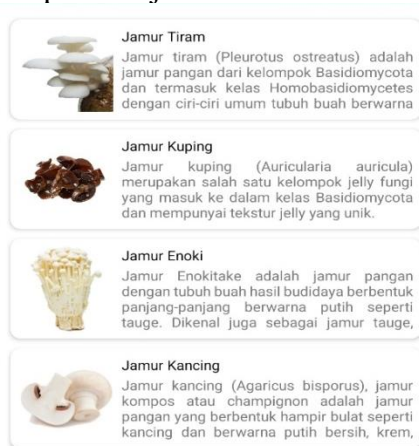 Jamur Tiram
Jamur tiram (Pleurotus ostreatus) adalah
jamur pangan dari kelompok Basidiomycota
dan termasuk kelas Homobasidiomycetes
dengan ciri-ciri umum tubuh buah berwarna
Jamur Kuping
Jamur kuping (Auricularia auricula)
merupakan salah satu kelompok jelly fungi
yang masuk ke dalam kelas Basidiomycota
dan mempunyai tekstur jelly yang unik.
Jamur Enoki
Jamur Enokitake adalah jamur pangan
dengan tubuh buah hasil budidaya berbentuk
panjang-panjang berwarna putih seperti
tauge. Dikenal juga sebagai jamur tauge,
Jamur Kancing
Jamur kancing (Agaricus bisporus), jamur
kompos atau champignon adalah jamur
pangan yang berbentuk hampir bulat seperti
kancing dan berwarna putih bersih, krem,